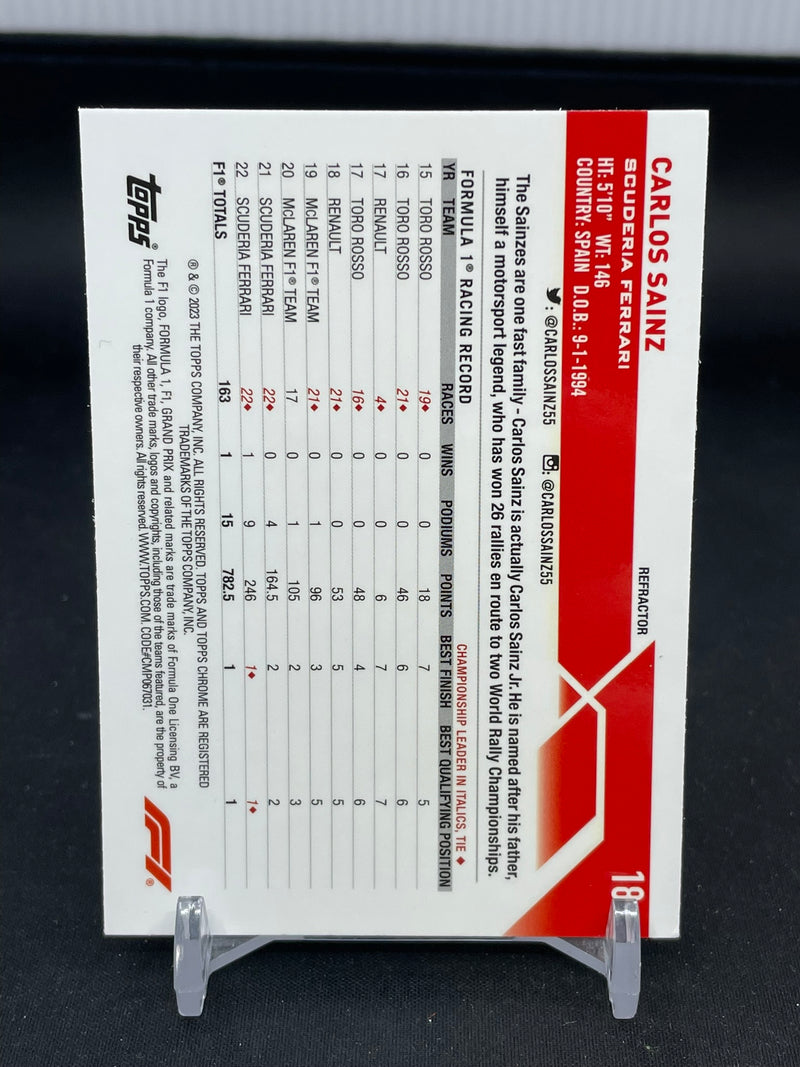 CARLOS SAINZ
SCUDERIA FERRARI
HT: 5'10" WT: 146
COUNTRY: SPAIN D.O.B.: 9-1-1994
REFRACTOR
18
: @CARLOSSAINZ55 : @CARLOSSAINZ55
The Sainzes are one fast family - Carlos Sainz is actually Carlos Sainz Jr. He is named after his father,
himself a motorsport legend, who has won 26 rallies en route to two World Rally Championships.
FORMULA 1® RACING RECORD CHAMPIONSHIP LEADER IN ITALICS, TIE ♦
YR TEAM RACES WINS PODIUMS POINTS BEST FINISH BEST QUALIFYING POSITION
15 TORO ROSSO 19♦ 0 0 18 7 5
16 TORO ROSSO 21♦ 0 0 46 6 6
17 RENAULT 4♦ 0 0 6 7 7
17 TORO ROSSO 16♦ 0 0 48 4 6
18 RENAULT 21♦ 0 0 53 5 5
19 McLAREN F1® TEAM 21♦ 0 1 96 3 5
20 McLAREN F1® TEAM 17 0 1 105 2 3
21 SCUDERIA FERRARI 22♦ 0 4 164.5 2 2
22 SCUDERIA FERRARI 22♦ 1 9 246 1♦ 1♦
F1® TOTALS 163 1 15 782.5 1 1
topps®
® & © 2023 THE TOPPS COMPANY, INC. ALL RIGHTS RESERVED. TOPPS AND TOPPS CHROME ARE REGISTERED
TRADEMARKS OF THE TOPPS COMPANY, INC.
The F1 logo, FORMULA 1, F1, GRAND PRIX and related marks are trade marks of Formula One Licensing BV, a
Formula 1 company. All other trade marks, logos and copyrights, including those of the teams featured, are the property of
their respective owners. All rights reserved. WWW.TOPPS.COM. CODE#CMP067031.
F1®